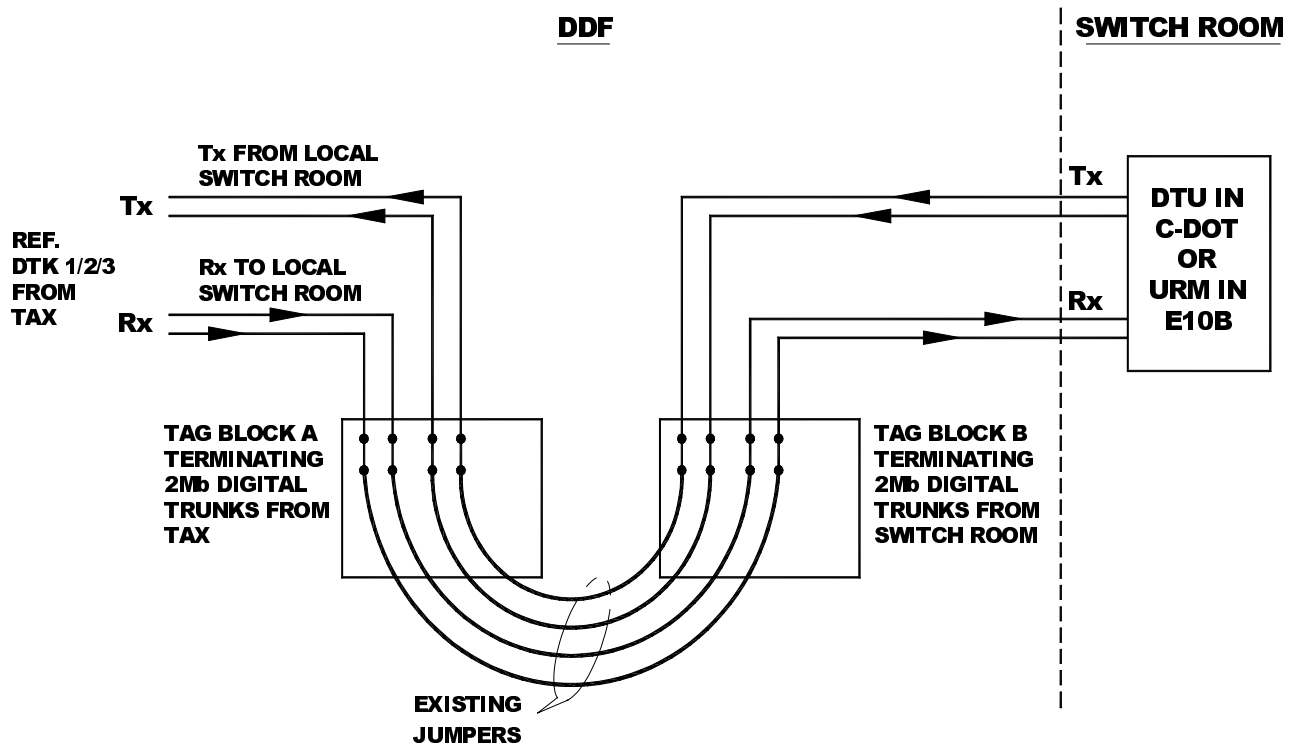 DDF
SWITCH ROOM
Tx FROM LOCAL
SWITCH ROOM
Tx
REF.
DTK 1/2/3
FROM
TAX
Rx TO LOCAL
SWITCH ROOM
Rx
Tx
Rx
DTU IN
C-DOT
OR
URM IN
E10B
TAG BLOCK A
TERMINATING
2Mb DIGITAL
TRUNKS FROM
TAX
TAG BLOCK B
TERMINATING
2Mb DIGITAL
TRUNKS FROM
SWITCH ROOM
EXISTING
JUMPERS